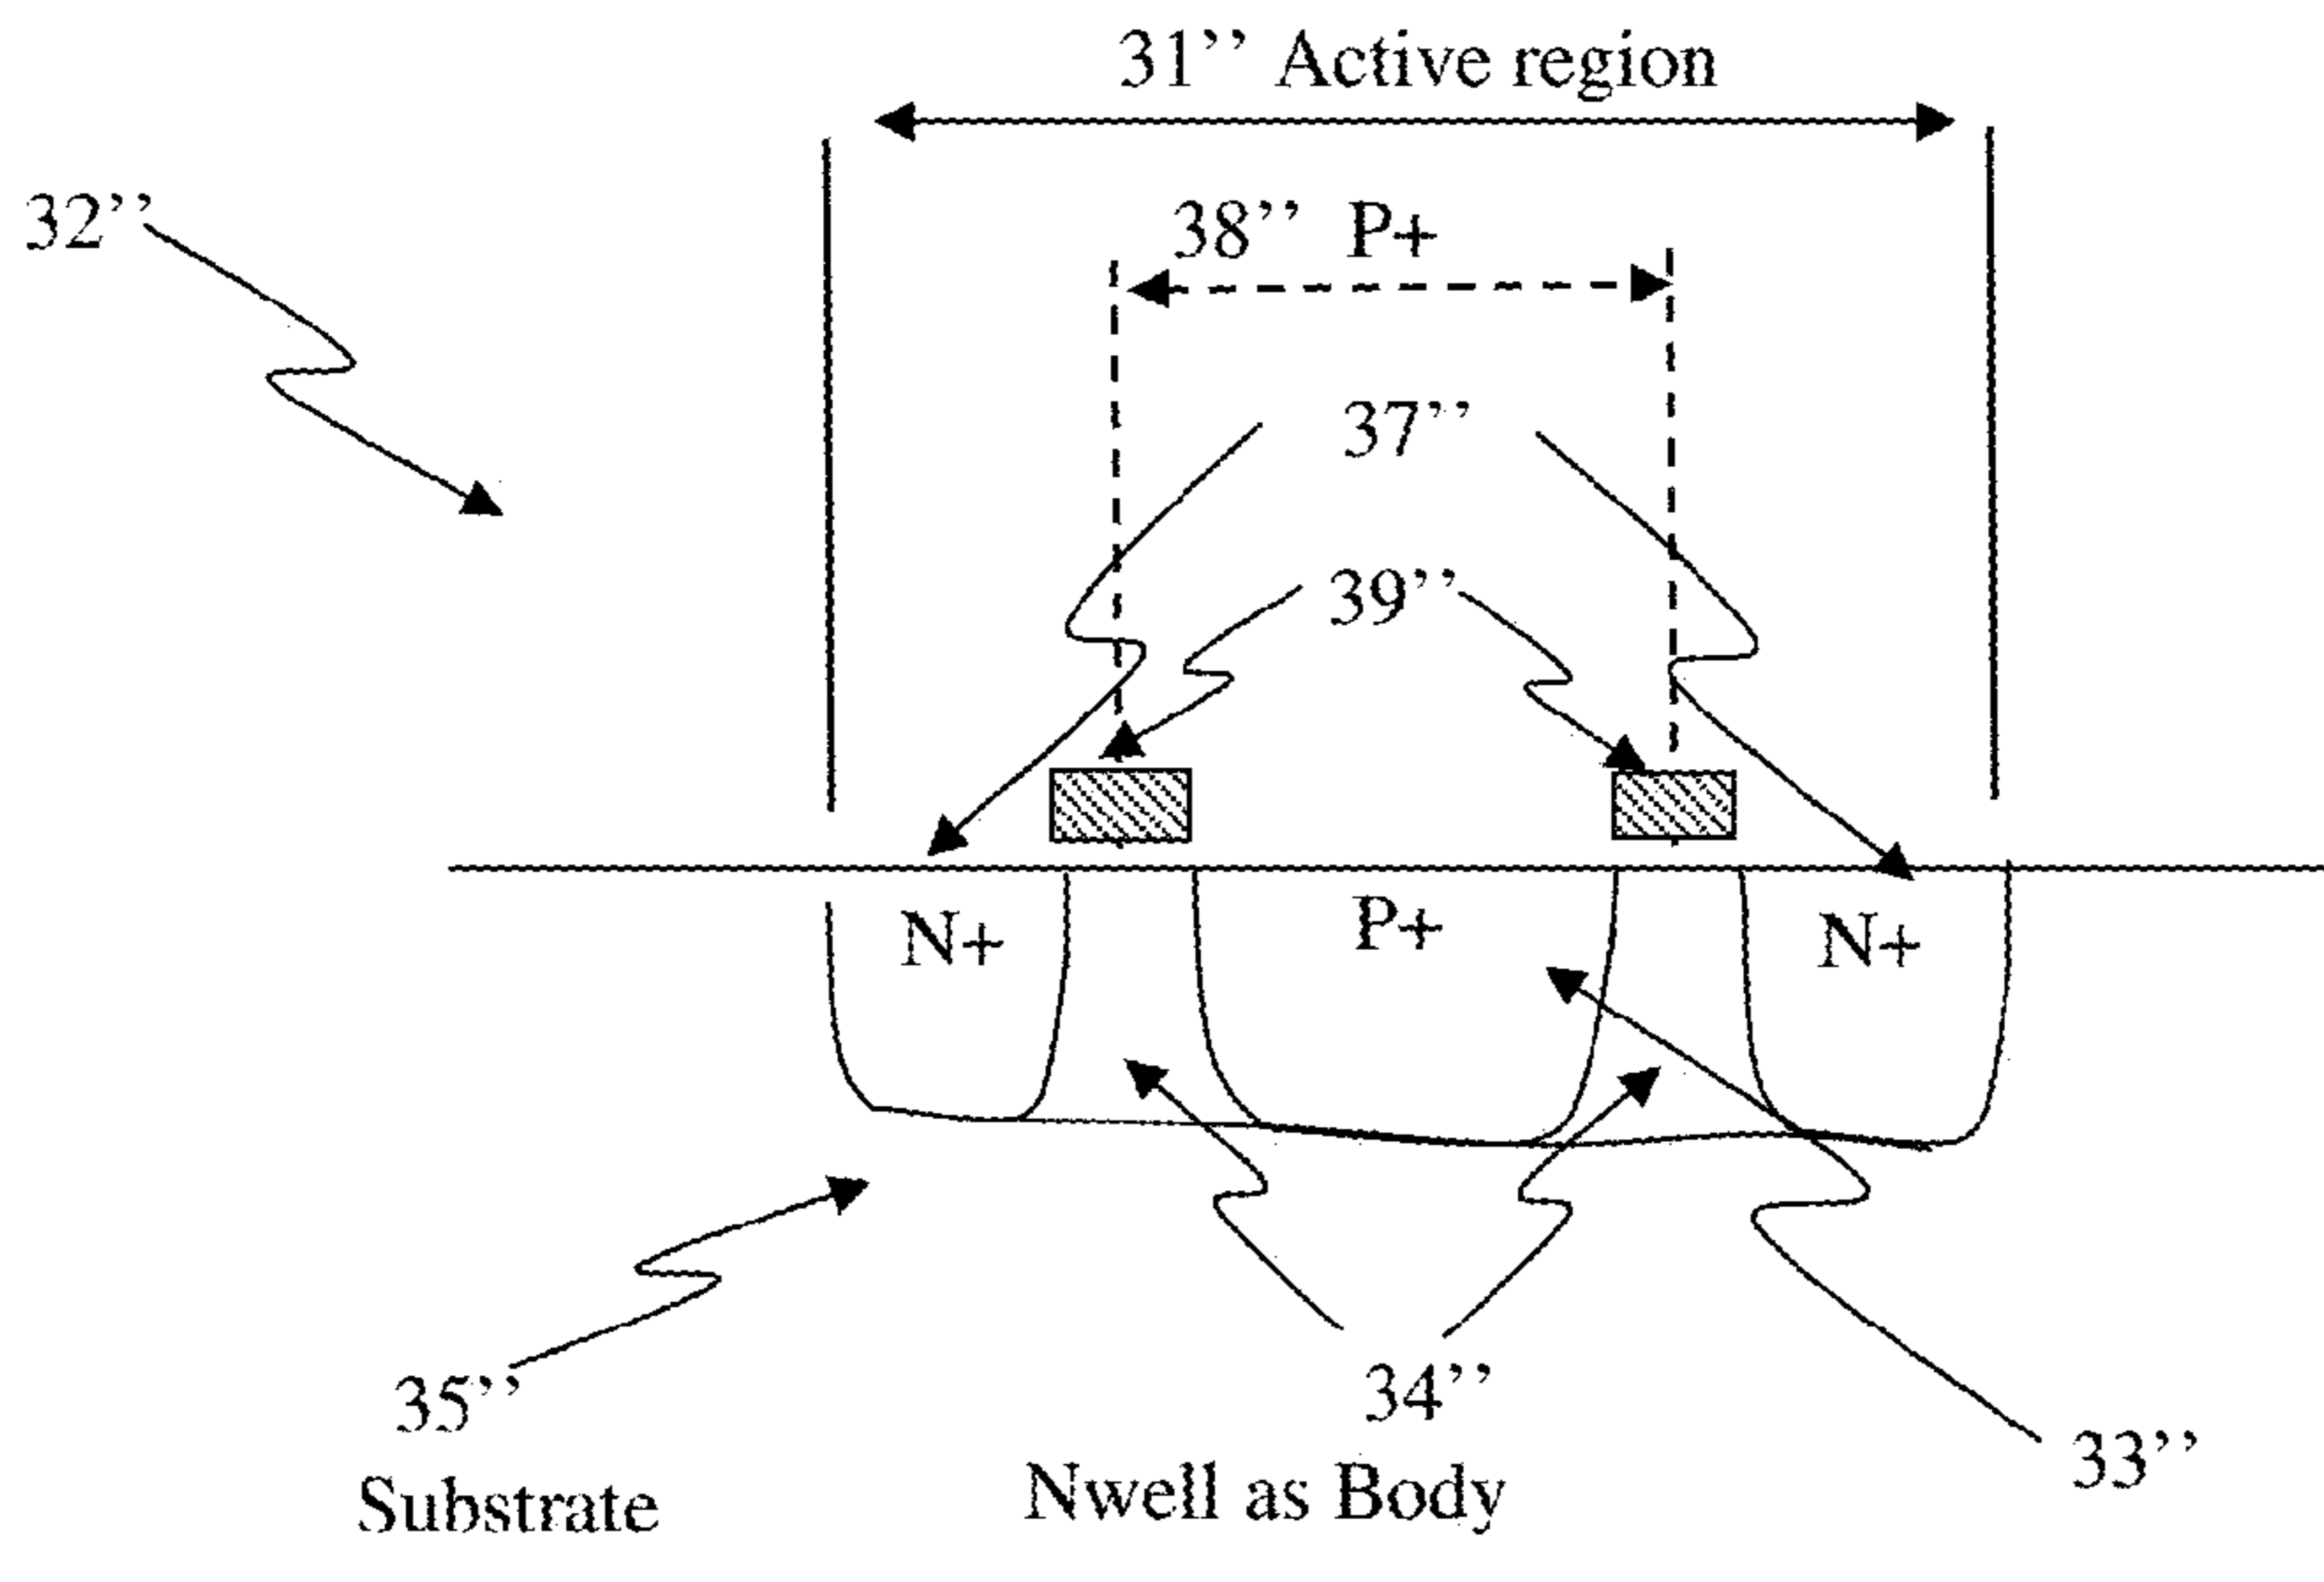 31’’ Active region
32’’
38’’ P+
37’’
39’’
N+ P+ N+
35’’
Substrate
34’’
Nwell as Body
33’’